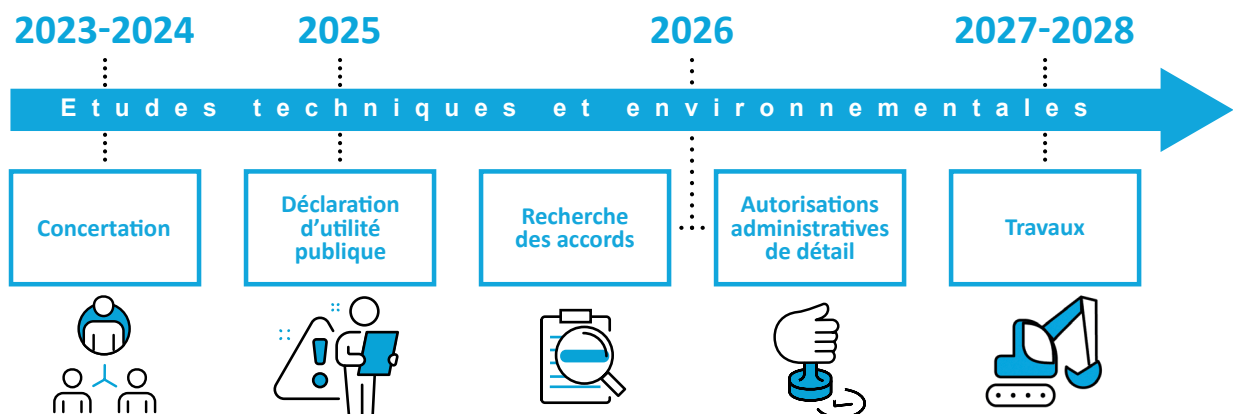 2023-2024
2025
2026
2027-2028
Etudes techniques et environnementales
Concertation
Déclaration
d'utilité
publique
Recherche
des accords
Autorisations
administratives
de détail
Travaux